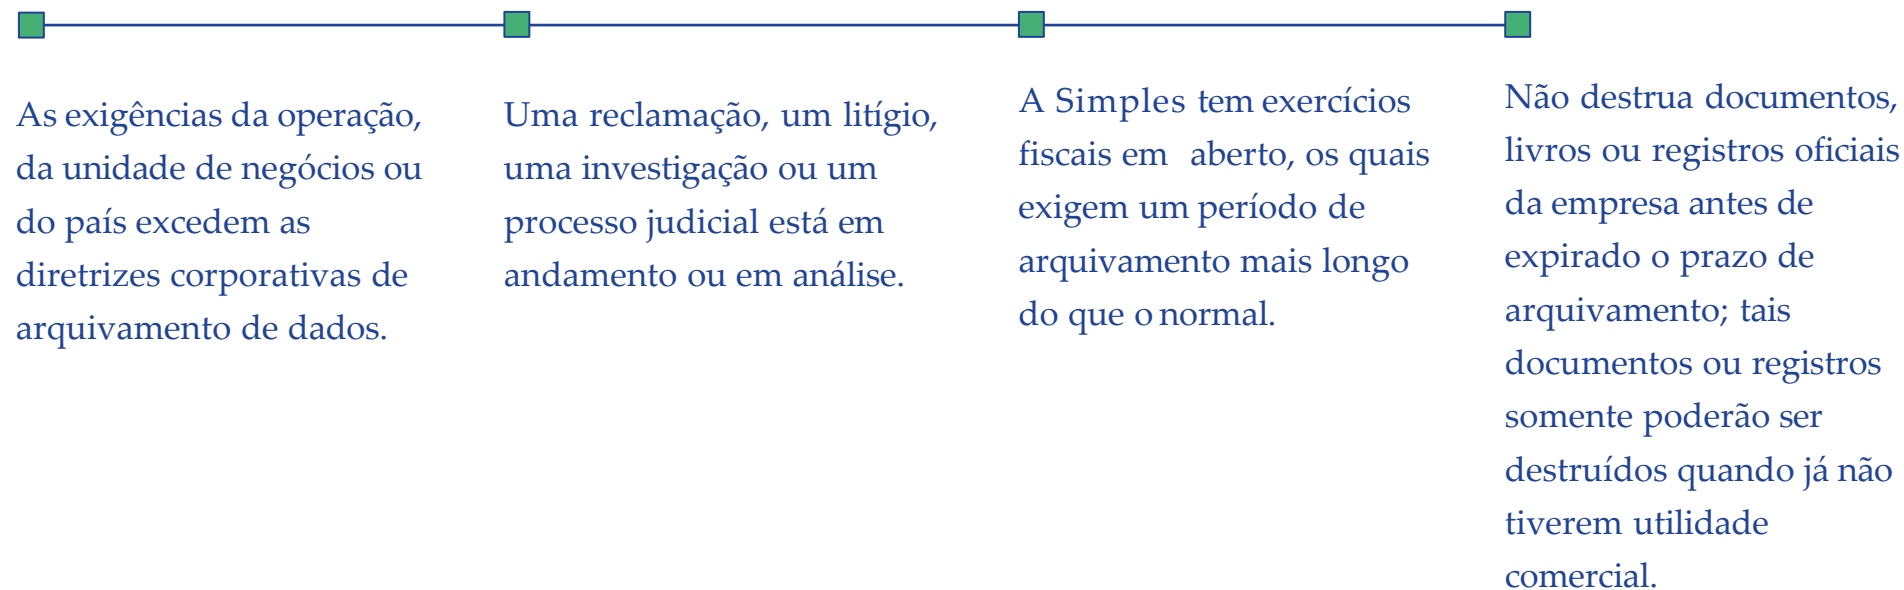 As exigências da operação,
da unidade de negócios ou
do país excedem as
diretrizes corporativas de
arquivamento de dados.
Uma reclamação, um litígio,
uma investigação ou um
processo judicial está em
andamento ou em análise.
A Simples tem exercícios
fiscais em aberto, os quais
exigem um período de
arquivamento mais longo
do que o normal.
Não destrua documentos,
livros ou registros oficiais
da empresa antes de
expirado o prazo de
arquivamento; tais
documentos ou registros
somente poderão ser
destruídos quando já não
tiverem utilidade
comercial.